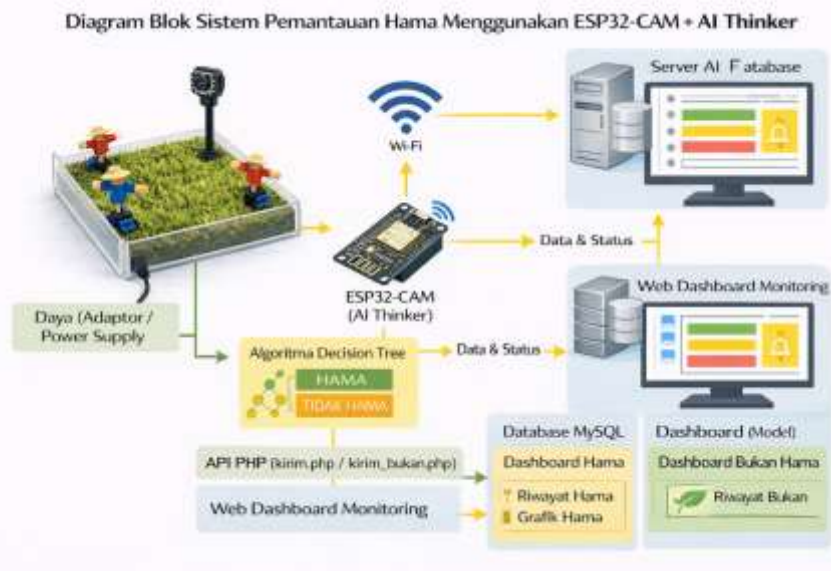 Diagram Blok Sistem Pemantauan Hama Menggunakan ESP32-CAM + AI Thinker
Server AI F atabase
Wi-Fi
Data & Status
ESP32-CAM
(AI Thinker)
Web Dashboard Monitoring
Daya (Adaptor /
Power Supply
Algoritma Decision Tree
HAMA
TIDAK HAMA
Data & Status
API PHP (kirim.php / kirim_bukan.php)
Web Dashboard Monitoring
Database MySQL
Dashboard Hama
Riwayat Hama
Grafik Hama
Dashboard (Model)
Dashboard Bukan Hama
Riwayat Bukan